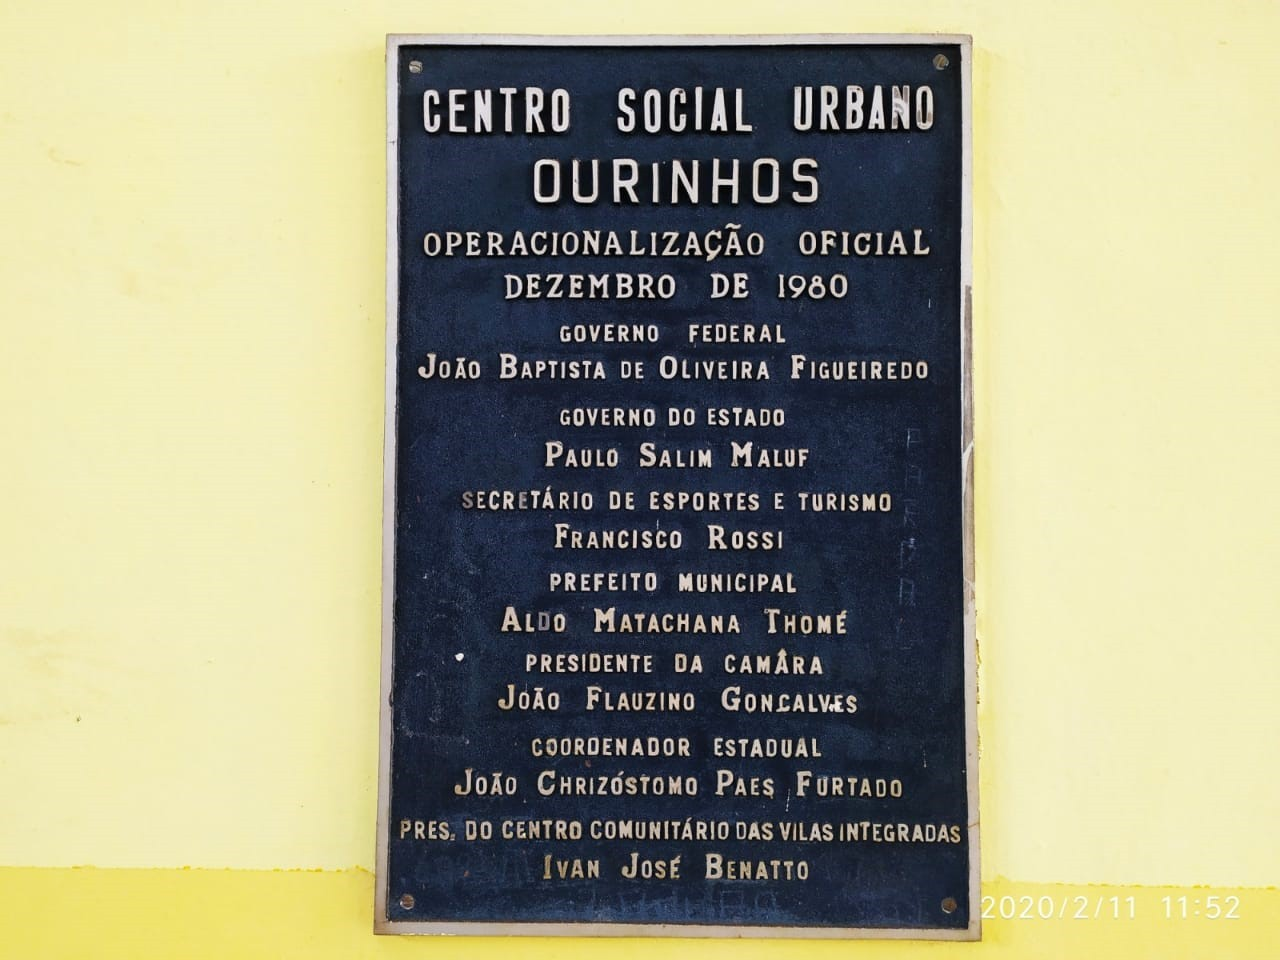 CENTRO SOCIAL URBANO
OURINHOS
OPERACIONALIZAÇÃO OFICIAL
DEZEMBRO DE 1980
GOVERNO FEDERAL
JOÃO BAPTISTA DE OLIVEIRA FIGUEIREDO
GOVERNO DO ESTADO
PAULO SALIM MALUF
SECRETÁRIO DE ESPORTES E TURISMO
FRANCISCO ROSSI
PREFEITO MUNICIPAL
ALDO MATACHANA THOMÉ
PRESIDENTE DA CAMÂRA
JOÃO FLAUZINO GONÇALVES
COORDENADOR ESTADUAL
JOÃO CHRIZÓSTOMO PAES FURTADO
PRES. DO CENTRO COMUNITÁRIO DAS VILAS INTEGRADAS
IVAN JOSÉ BENATTO
2020/2/11 11:52